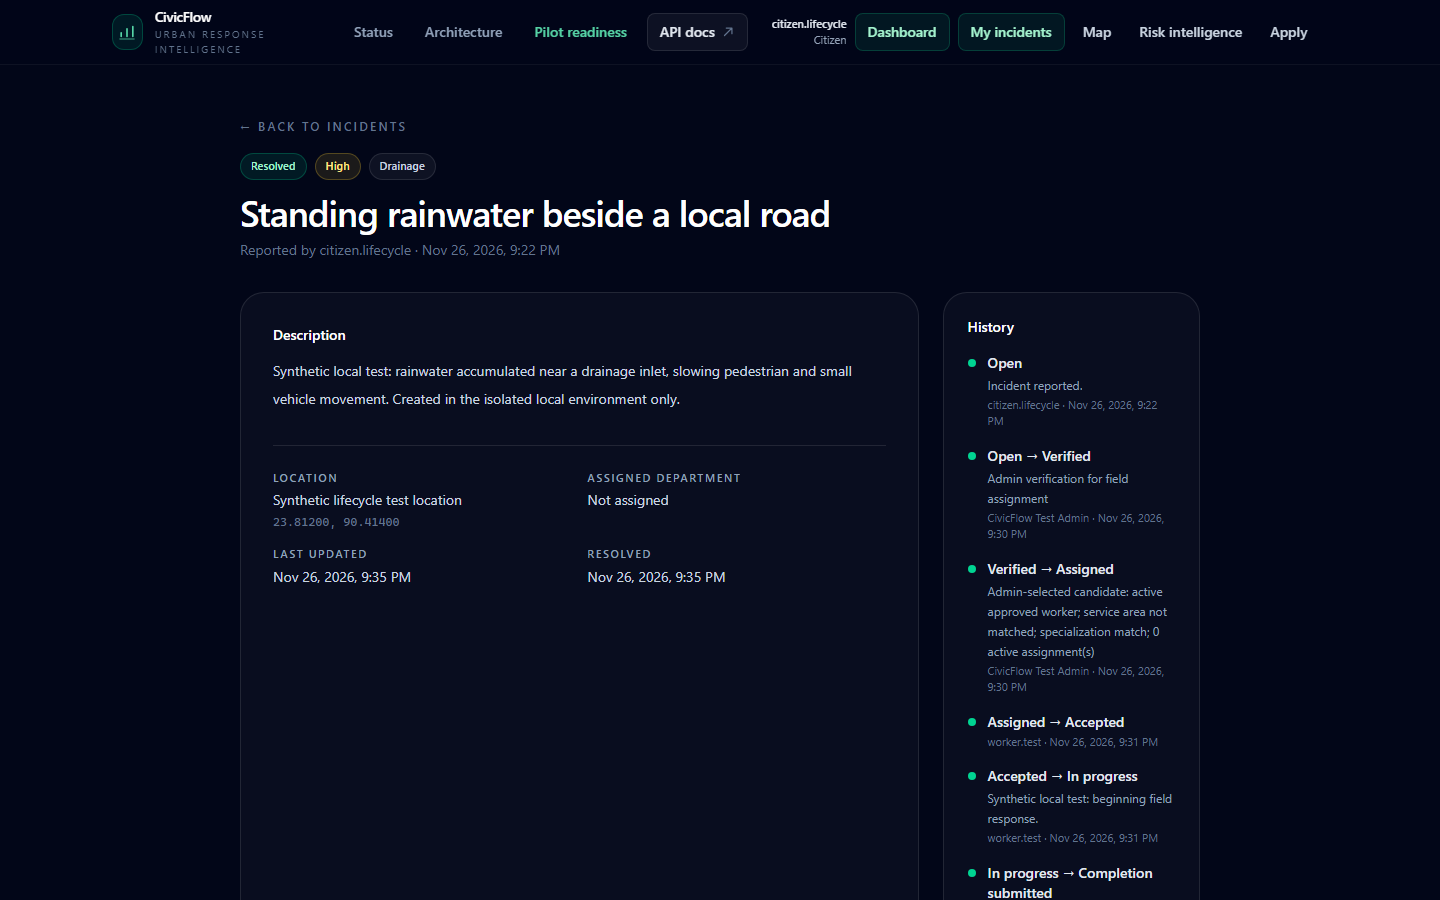 CivicFlow
URBAN RESPONSE
INTELLIGENCE
Status
Architecture
Pilot readiness
API docs ↗
citizen.lifecycle
Citizen
Dashboard
My incidents
Map
Risk intelligence
Apply
← BACK TO INCIDENTS
Resolved
High
Drainage
Standing rainwater beside a local road
Reported by citizen.lifecycle · Nov 26, 2026, 9:22 PM
Description
Synthetic local test: rainwater accumulated near a drainage inlet, slowing pedestrian and small
vehicle movement. Created in the isolated local environment only.
LOCATION
Synthetic lifecycle test location
23.81200, 90.41400
ASSIGNED DEPARTMENT
Not assigned
LAST UPDATED
Nov 26, 2026, 9:35 PM
RESOLVED
Nov 26, 2026, 9:35 PM
History
Open
Incident reported.
citizen.lifecycle · Nov 26, 2026, 9:22
PM
Open → Verified
Admin verification for field
assignment
CivicFlow Test Admin · Nov 26, 2026,
9:30 PM
Verified → Assigned
Admin-selected candidate: active
approved worker; service area not
matched; specialization match; 0
active assignment(s)
CivicFlow Test Admin · Nov 26, 2026,
9:30 PM
Assigned → Accepted
worker.test · Nov 26, 2026, 9:31 PM
Accepted → In progress
Synthetic local test: beginning field
response.
worker.test · Nov 26, 2026, 9:31 PM
In progress → Completion
submitted